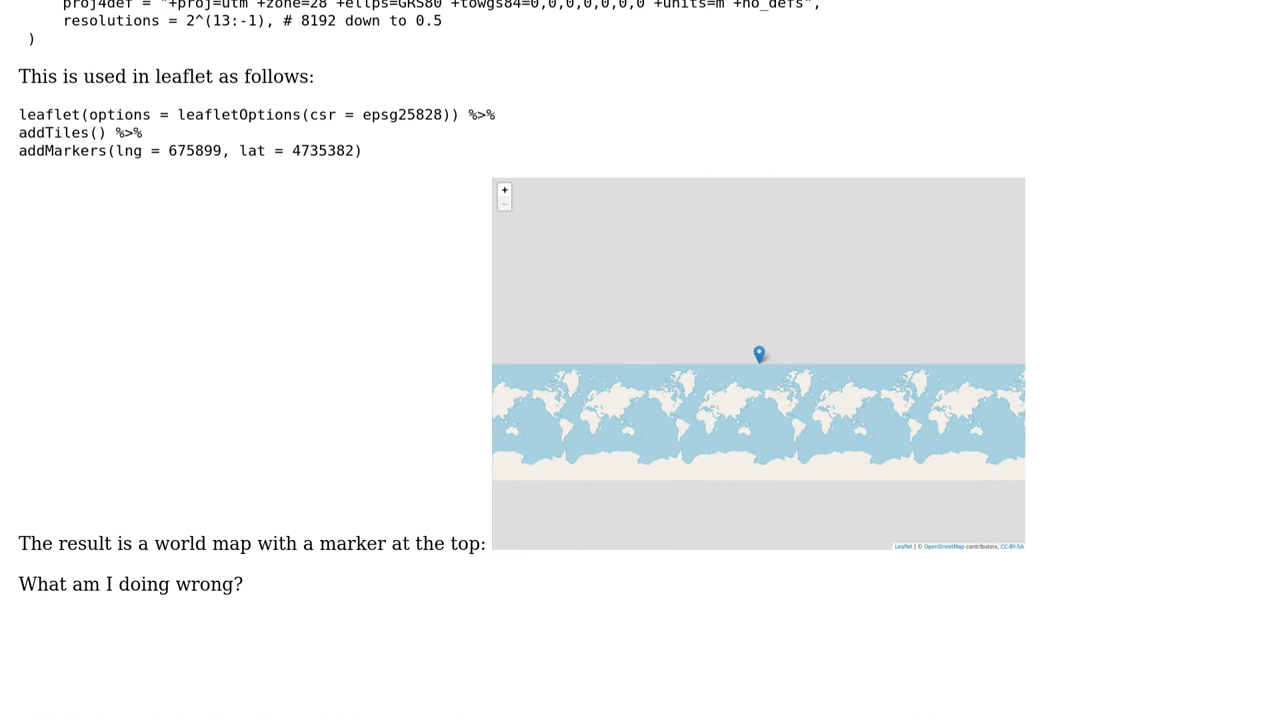 proj4def = "+proj=utm +zone=28 +ellps=GRS80 +towgs84=0,0,0,0,0,0,0 +units=m +no_defs",
resolutions = 2^(13:-1), # 8192 down to 0.5
)
This is used in leaflet as follows:
leaflet(options = leafletOptions(csr = epsg25828)) %>%
addTiles() %>%
addMarkers(lng = 675899, lat = 4735382)
+
−
Leaflet | © OpenStreetMap contributors, CC-BY-SA
The result is a world map with a marker at the top:
What am I doing wrong?